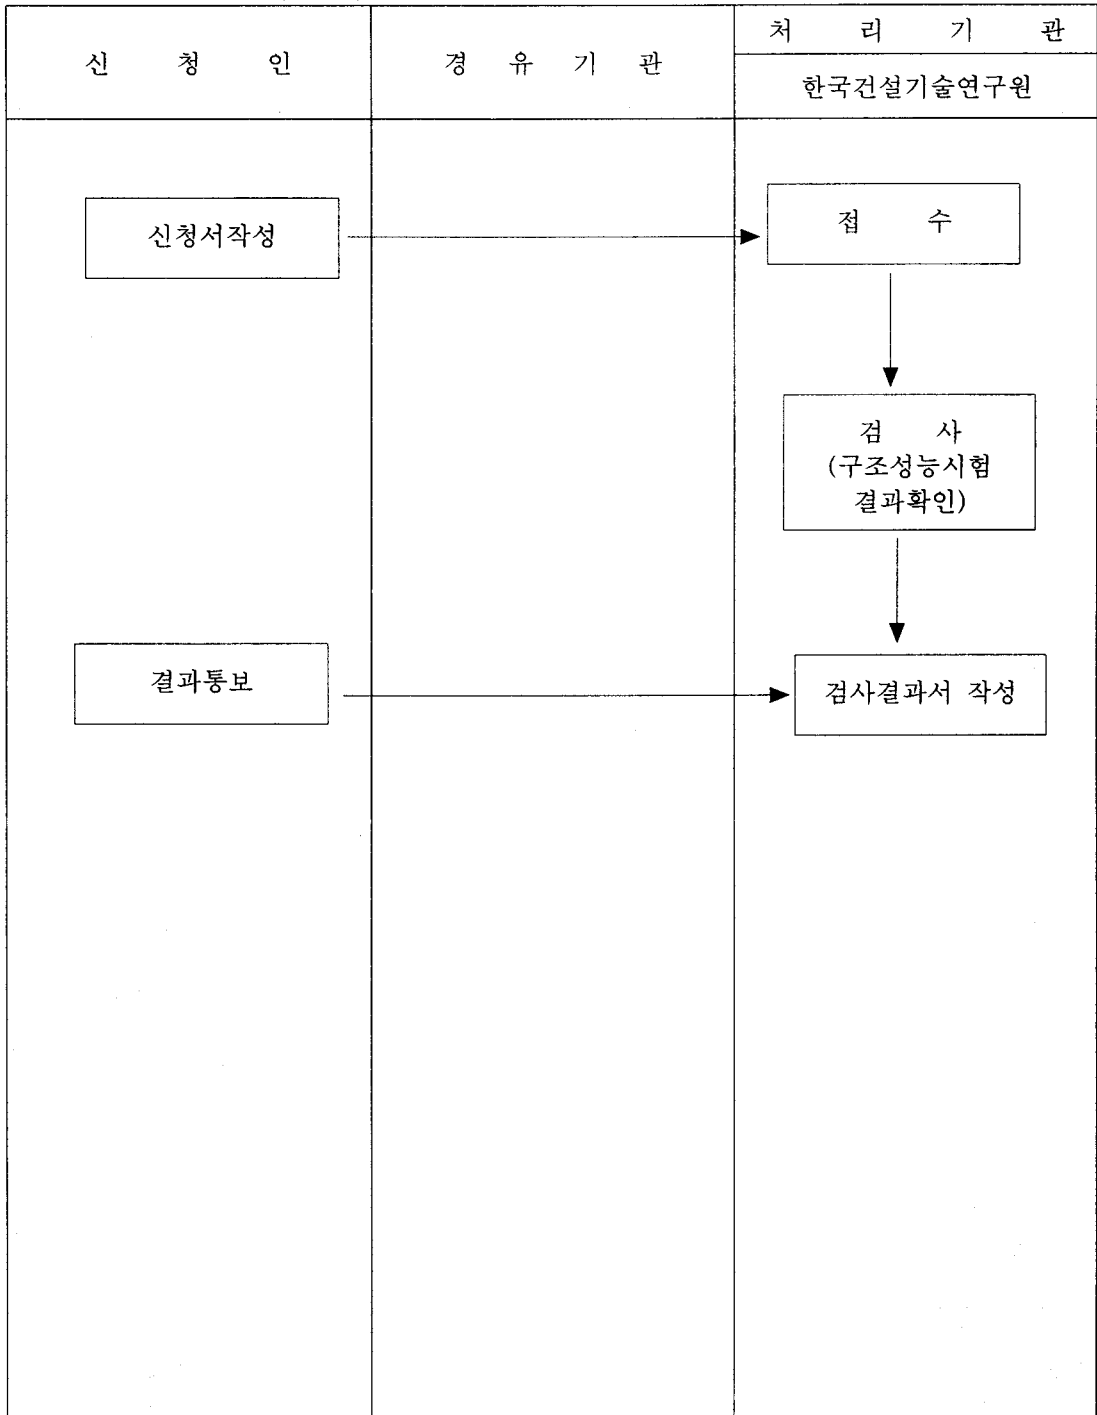 신 청 인
경 유 기 관
처 리 기 관
한국건설기술연구원
신청서작성
접 수
검 사
(구조성능시험
결과확인)
결과통보
검사결과서 작성